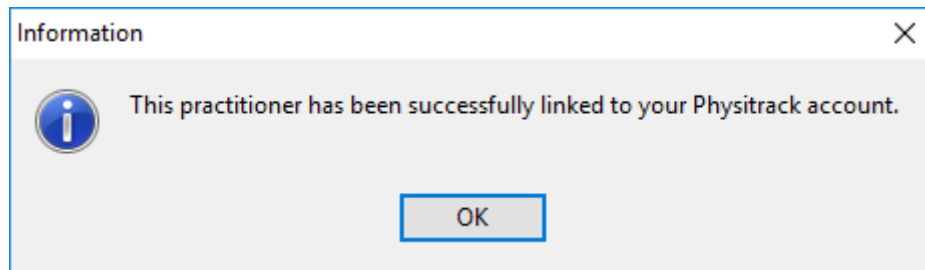 Information
This practitioner has been successfully linked to your Physitrack account.
OK